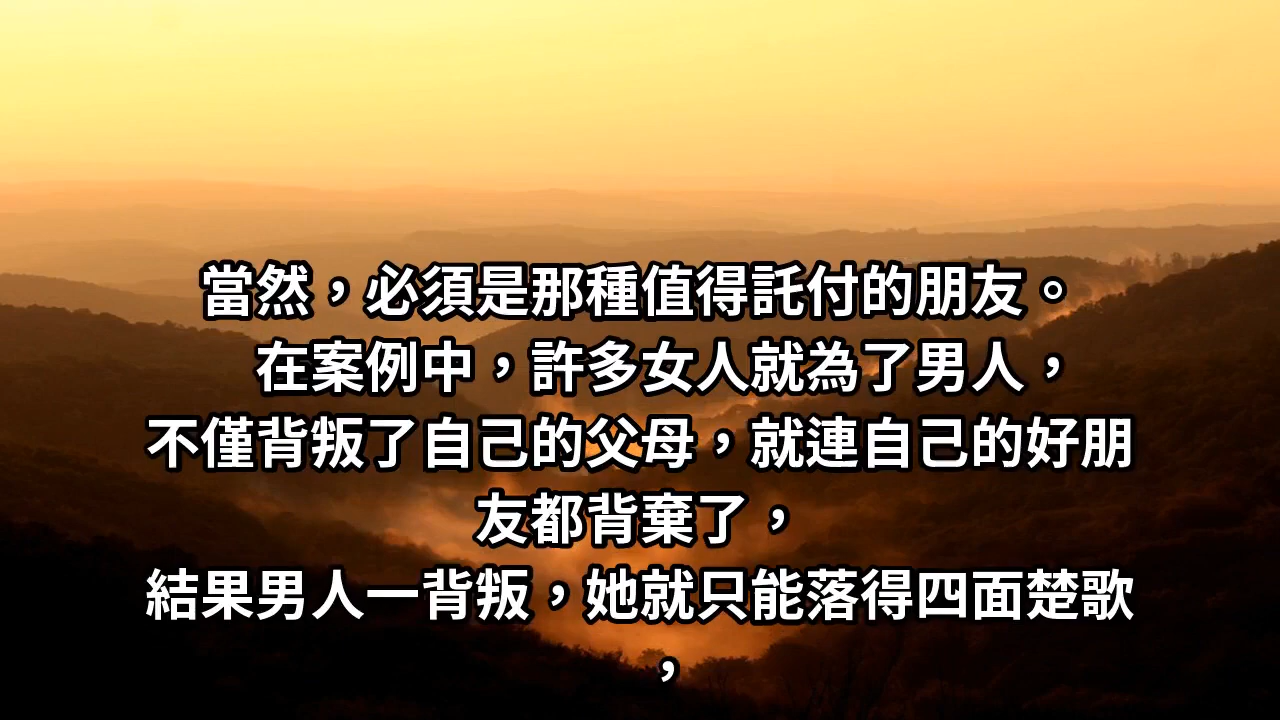 當然，必須是那種值得託付的朋友。
在案例中，許多女人就為了男人，
不僅背叛了自己的父母，就連自己的好朋
友都背棄了，
結果男人一背叛，她就只能落得四面楚歌
，